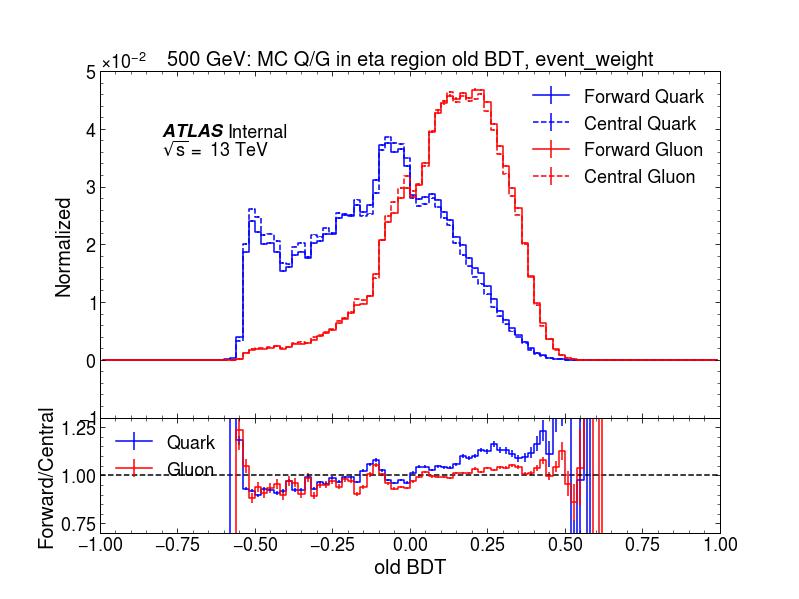 ×10⁻² 500 GeV: MC Q/G in eta region old BDT, event_weight
5
4
3
2
1
0
−1
Normalized
ATLAS Internal
√s = 13 TeV
Forward Quark
Central Quark
Forward Gluon
Central Gluon
1.25
1.00
0.75
Forward/Central
Quark
Gluon
−1.00 −0.75 −0.50 −0.25 0.00 0.25 0.50 0.75 1.00
old BDT